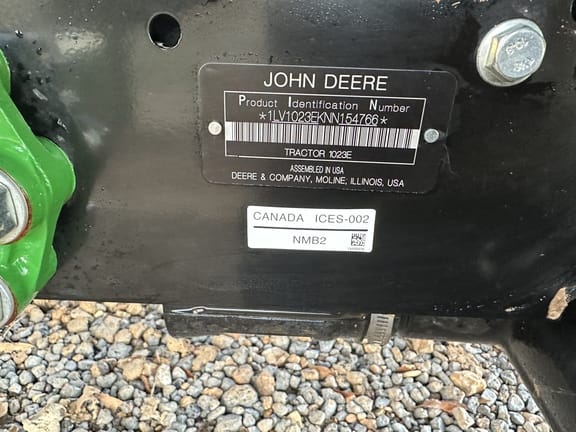 JOHN DEERE
Product Identification Number
*1LV1023EKNN154766*
TRACTOR 1023E
ASSEMBLED IN USA
DEERE & COMPANY, MOLINE, ILLINOIS, USA
CANADA ICES-002
NMB2